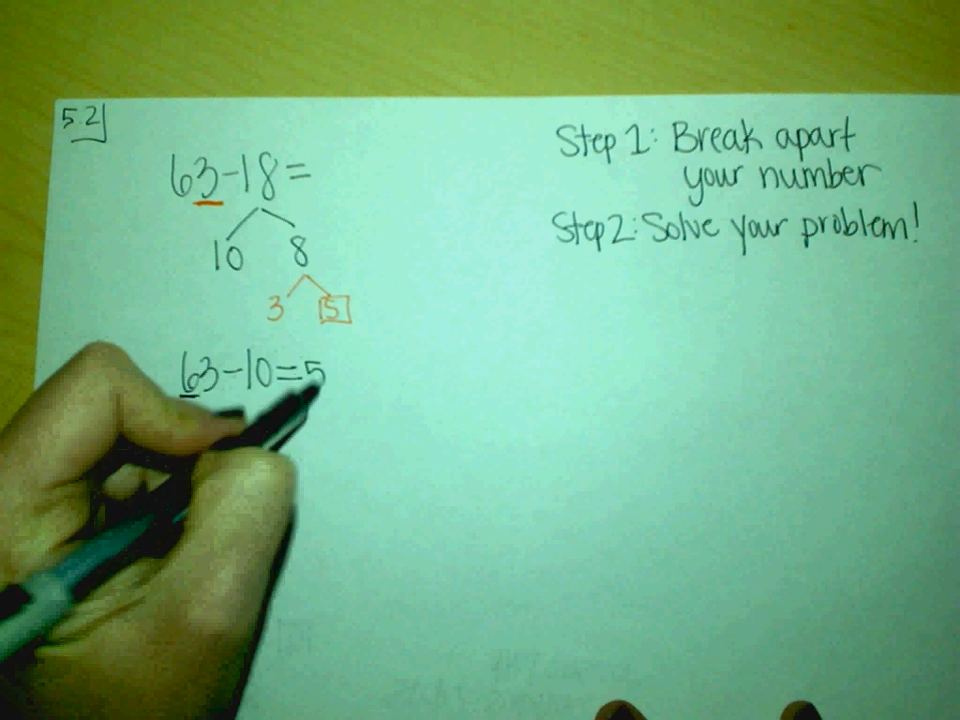 5.2
63-18=
10 8
3 5
63-10=5
Step 1: Break apart
your number
Step 2: Solve your problem!